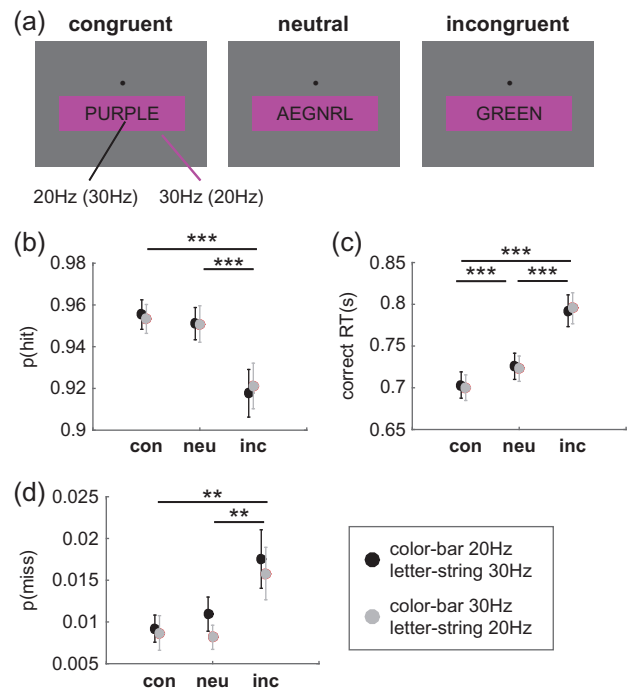 (a) congruent neutral incongruent
PURPLE AEGNRL GREEN
20Hz (30Hz) 30Hz (20Hz)
(b)
***
***
0.98
0.96
0.94
0.92
0.9
p(hit)
con neu inc
(c)
***
*** ***
0.85
0.8
0.75
0.7
0.65
correct RT(s)
con neu inc
(d)
**
**
0.025
0.02
0.015
0.01
0.005
p(miss)
con neu inc
color-bar 20Hz
letter-string 30Hz
color-bar 30Hz
letter-string 20Hz